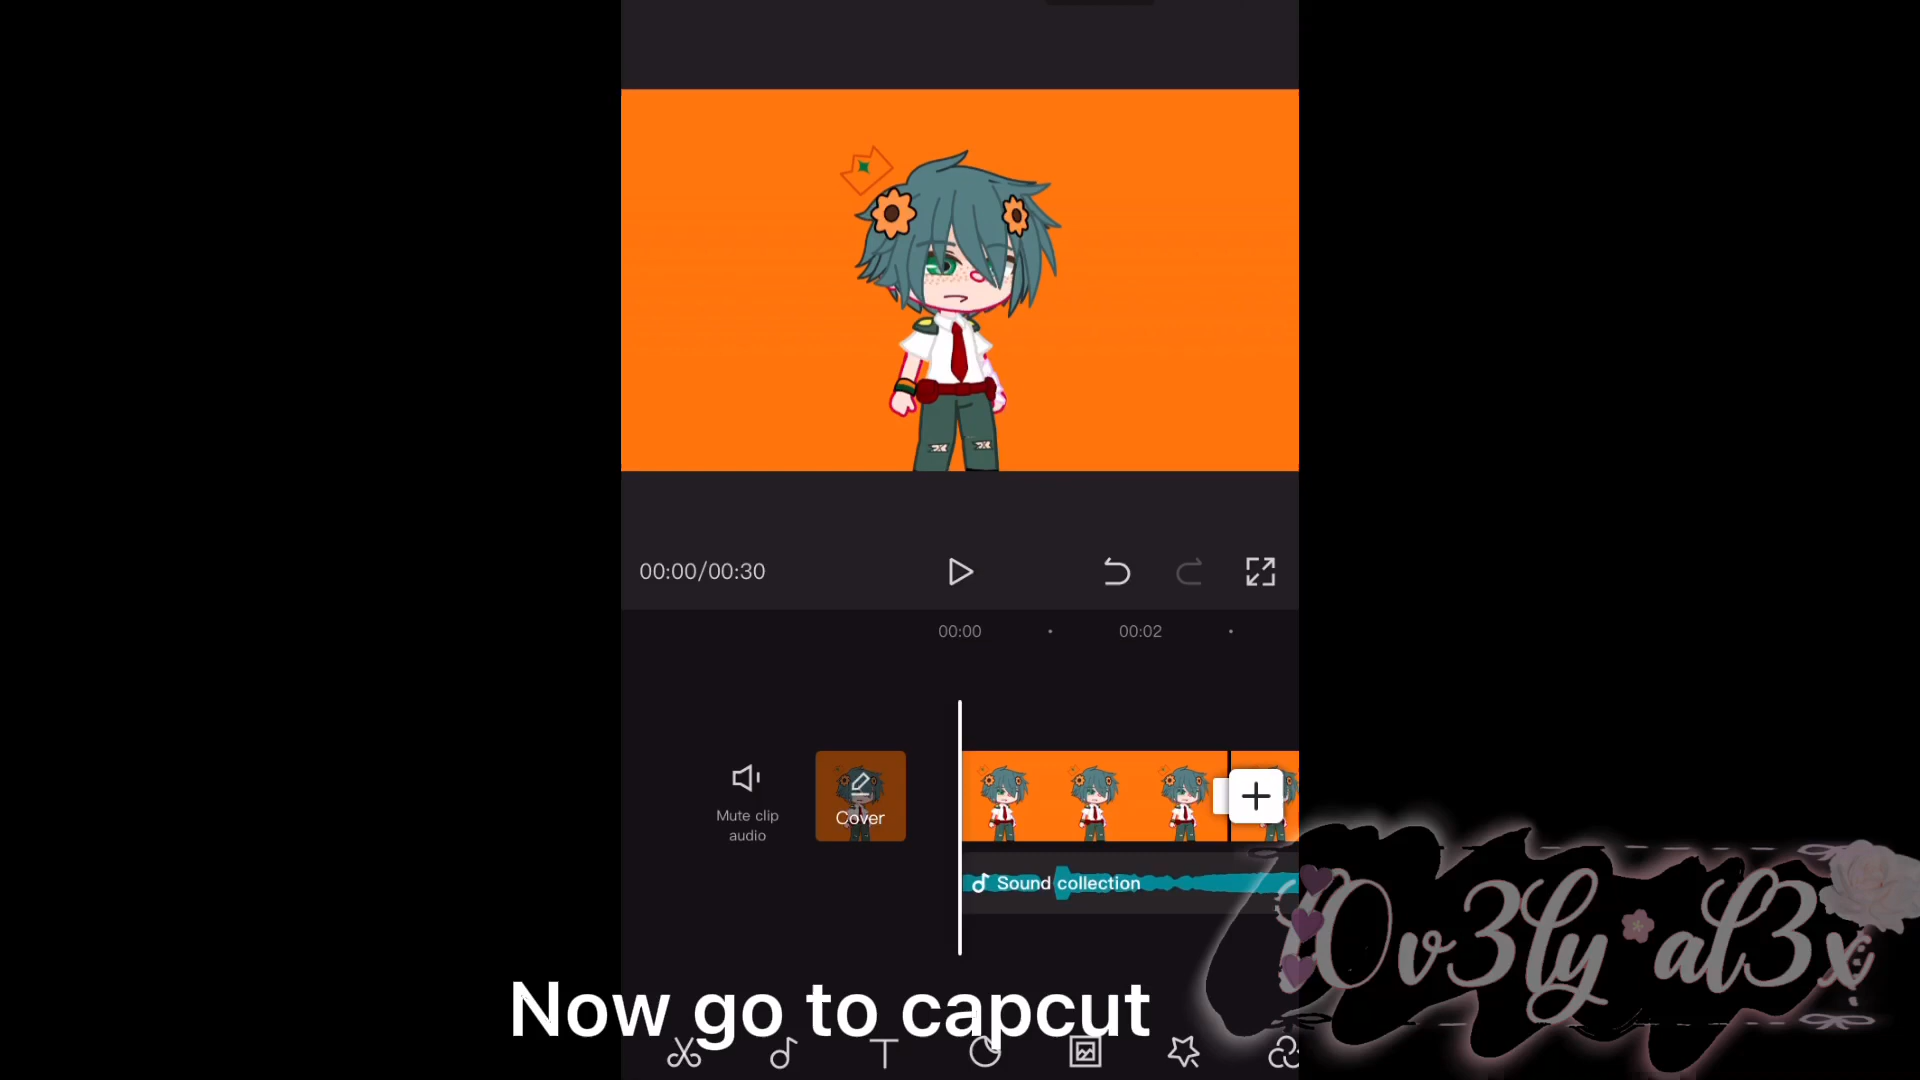 00:00/00:30
00:00
00:02
Mute clip
audio
Cover
Sound collection
l0v3ly al3x
Now go to capcut